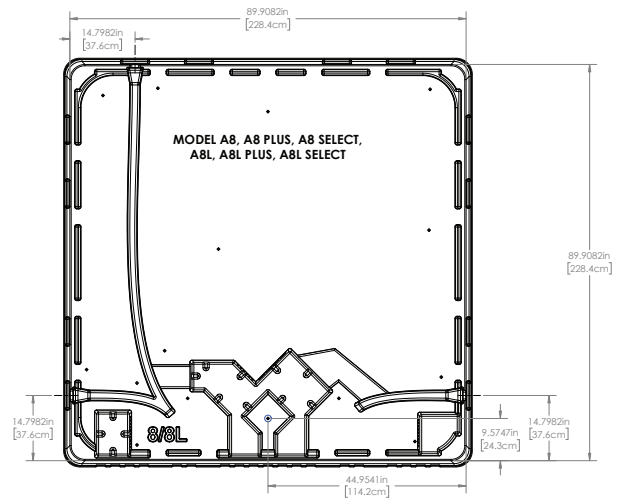 89.9082in
[228.4cm]
14.7982in
[37.6cm]
MODEL A8, A8 PLUS, A8 SELECT,
A8L, A8L PLUS, A8L SELECT
89.9082in
[228.4cm]
14.7982in
[37.6cm]
8/8L
9.5747in
[24.3cm]
14.7982in
[37.6cm]
44.9541in
[114.2cm]